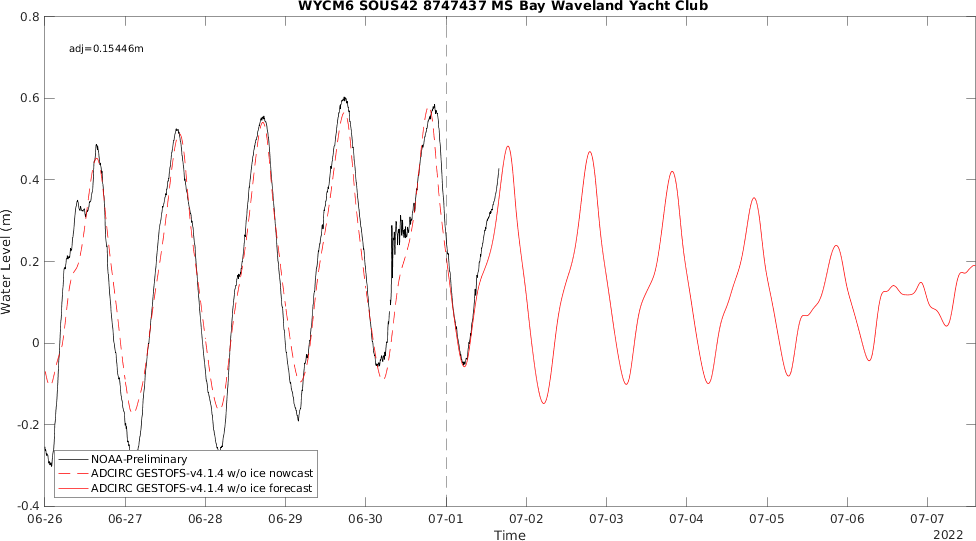 WYCM6 SOUS42 8747437 MS Bay Waveland Yacht Club
adj=0.15446m
0.8
0.6
0.4
0.2
0
-0.2
-0.4
Water Level (m)
NOAA-Preliminary
ADCIRC GESTOFS-v4.1.4 w/o ice nowcast
ADCIRC GESTOFS-v4.1.4 w/o ice forecast
06-26 06-27 06-28 06-29 06-30 07-01 07-02 07-03 07-04 07-05 07-06 07-07
Time
2022